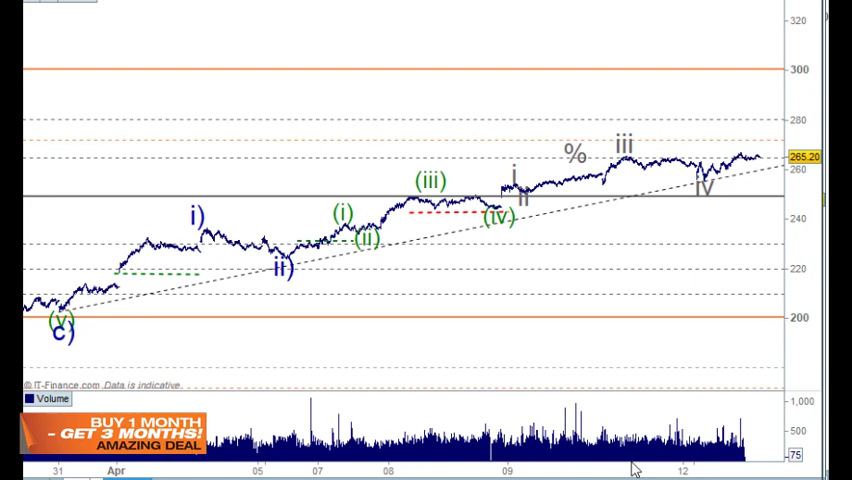 320
300
280
265.20
260
240
220
200
i)
ii)
(i)
(ii)
(iii)
(iv)
i
ii
%
iii
iv
(v)
c)
© IT-Finance.com Data is indicative.
Volume
1,000
500
75
BUY 1 MONTH
- GET 3 MONTHS!
AMAZING DEAL
31 Apr 05 07 08 09 12